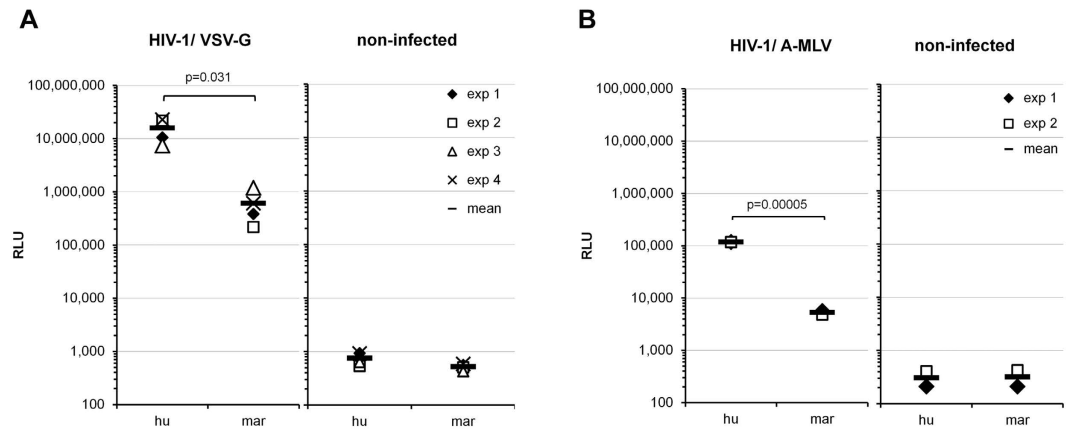 A
HIV-1/ VSV-G
non-infected
p=0.031
RLU
100,000,000
10,000,000
1,000,000
100,000
10,000
1,000
100
hu
mar
hu
mar
exp 1
exp 2
exp 3
exp 4
mean
B
HIV-1/ A-MLV
non-infected
p=0.00005
RLU
100,000,000
10,000,000
1,000,000
100,000
10,000
1,000
100
hu
mar
hu
mar
exp 1
exp 2
mean